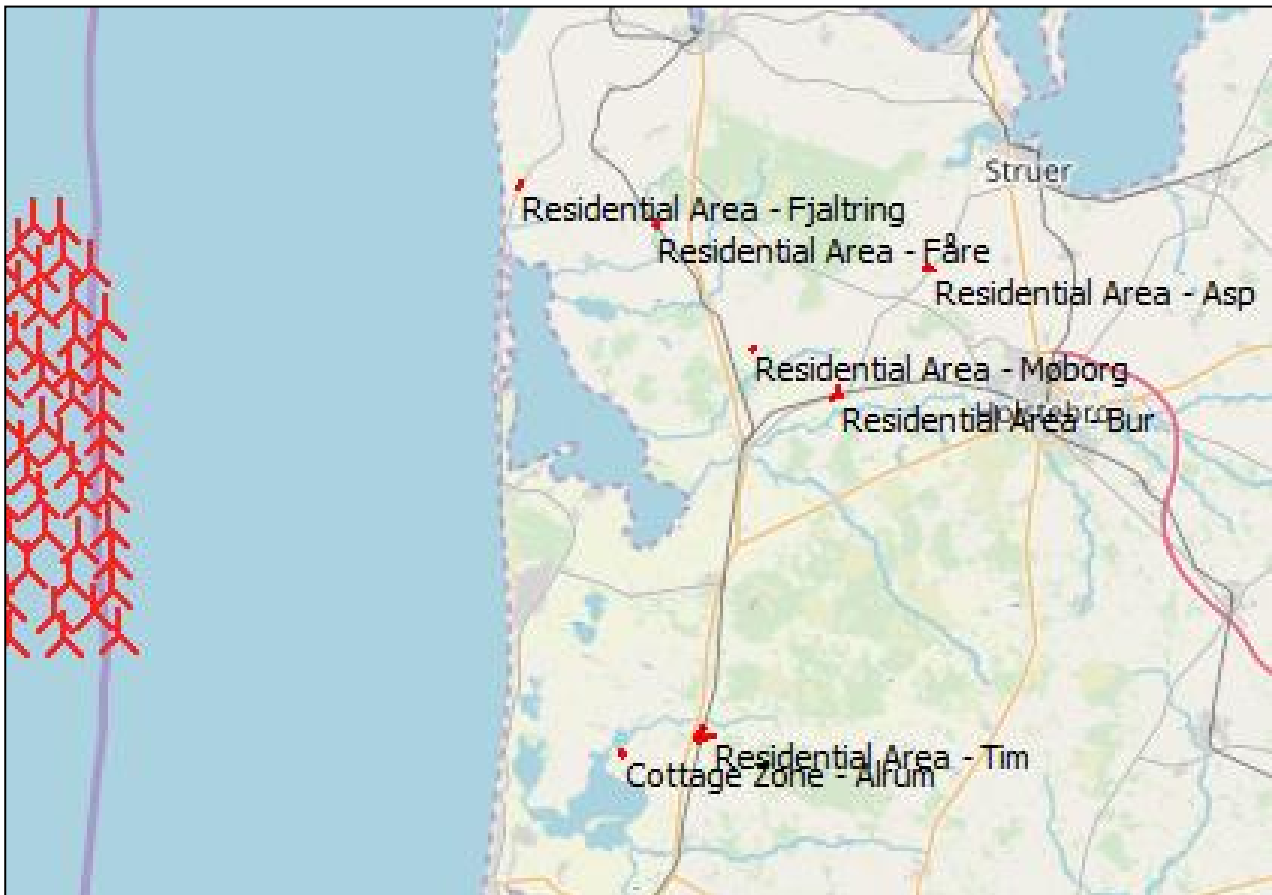 Struer
Residential Area - Fjaltring
Residential Area - Fåre
Residential Area - Asp
Residential Area - Møborg
Holstebro
Residential Area - Bur
Residential Area - Tim
Cottage Zone - Alrum